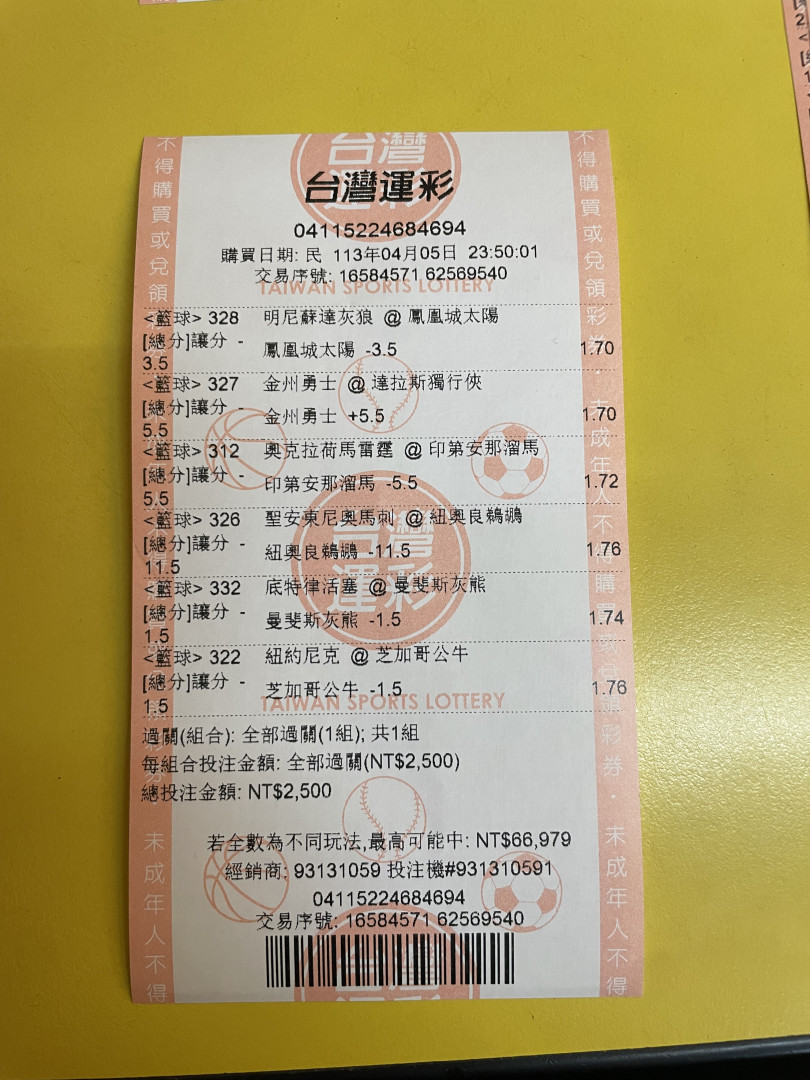 台灣運彩
台灣運彩
04115224684694
購買日期: 民 113年04月05日 23:50:01
交易序號: 16584571 62569540
TAIWAN SPORTS LOTTERY
<籃球> 328 明尼蘇達灰狼 @ 鳳凰城太陽
[總分]讓分 -
3.5
鳳凰城太陽 -3.5 1.70
<籃球> 327 金州勇士 @ 達拉斯獨行俠
[總分]讓分 -
5.5
金州勇士 +5.5 1.70
<籃球> 312 奧克拉荷馬雷霆 @ 印第安那溜馬
[總分]讓分 -
5.5
印第安那溜馬 -5.5 1.72
<籃球> 326 聖安東尼奧馬刺 @ 紐奧良鵜鶘
[總分]讓分 -
11.5
紐奧良鵜鶘 -11.5 1.76
台灣運彩
<籃球> 332 底特律活塞 @ 曼斐斯灰熊
[總分]讓分 -
1.5
曼斐斯灰熊 -1.5 1.74
<籃球> 322 紐約尼克 @ 芝加哥公牛
[總分]讓分 -
1.5
芝加哥公牛 -1.5 1.76
TAIWAN SPORTS LOTTERY
過關(組合): 全部過關(1組); 共1組
每組合投注金額: 全部過關(NT$2,500)
總投注金額: NT$2,500
若全數為不同玩法,最高可能中: NT$66,979
經銷商: 93131059 投注機#931310591
04115224684694
交易序號: 16584571 62569540
不得購買或兌領彩券
未成年人不得
不得購買或兌領彩券・未成年人不得購買或兌領彩券・未成年人不得